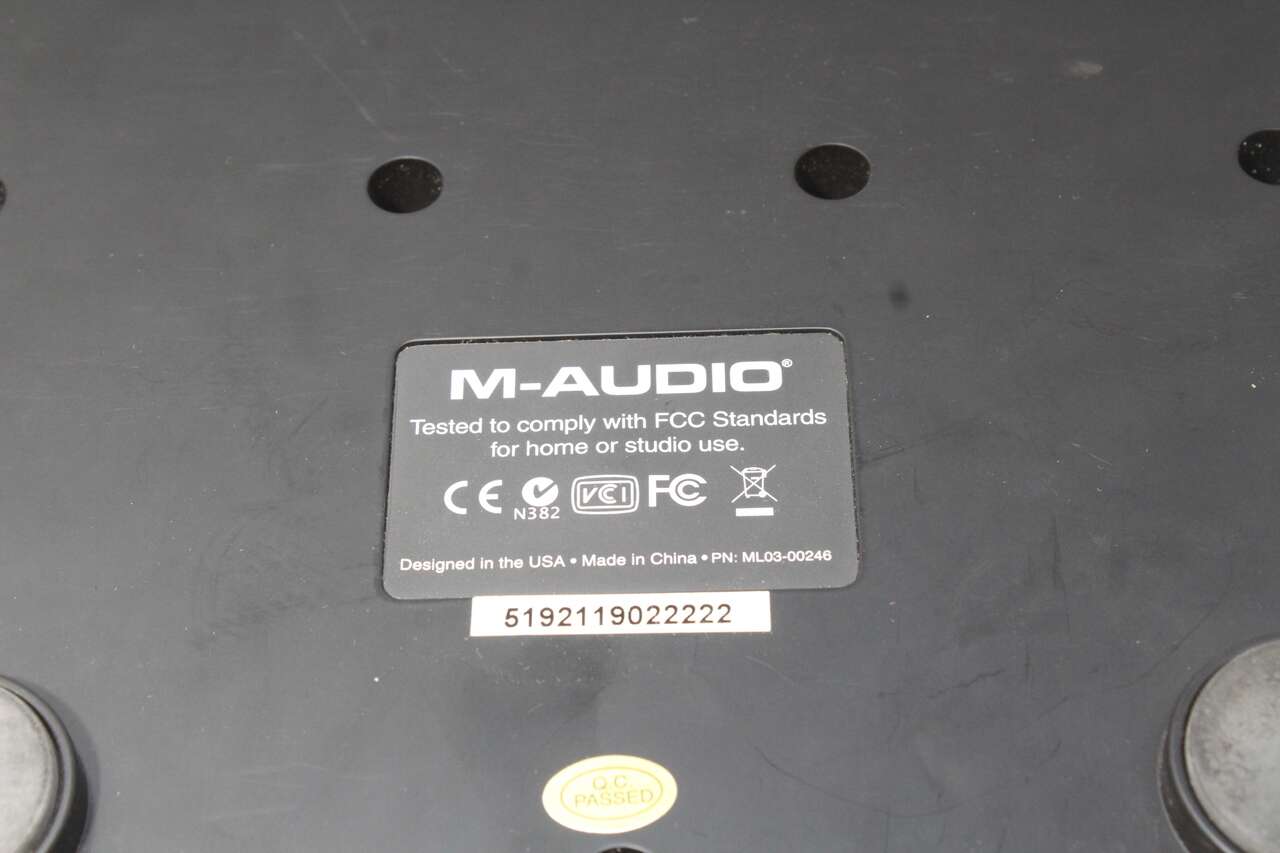 M-AUDIO®
Tested to comply with FCC Standards
for home or studio use.
CE N382 VCI FC
Designed in the USA • Made in China • PN: ML03-00246
5192119022222
Q.C.
PASSED